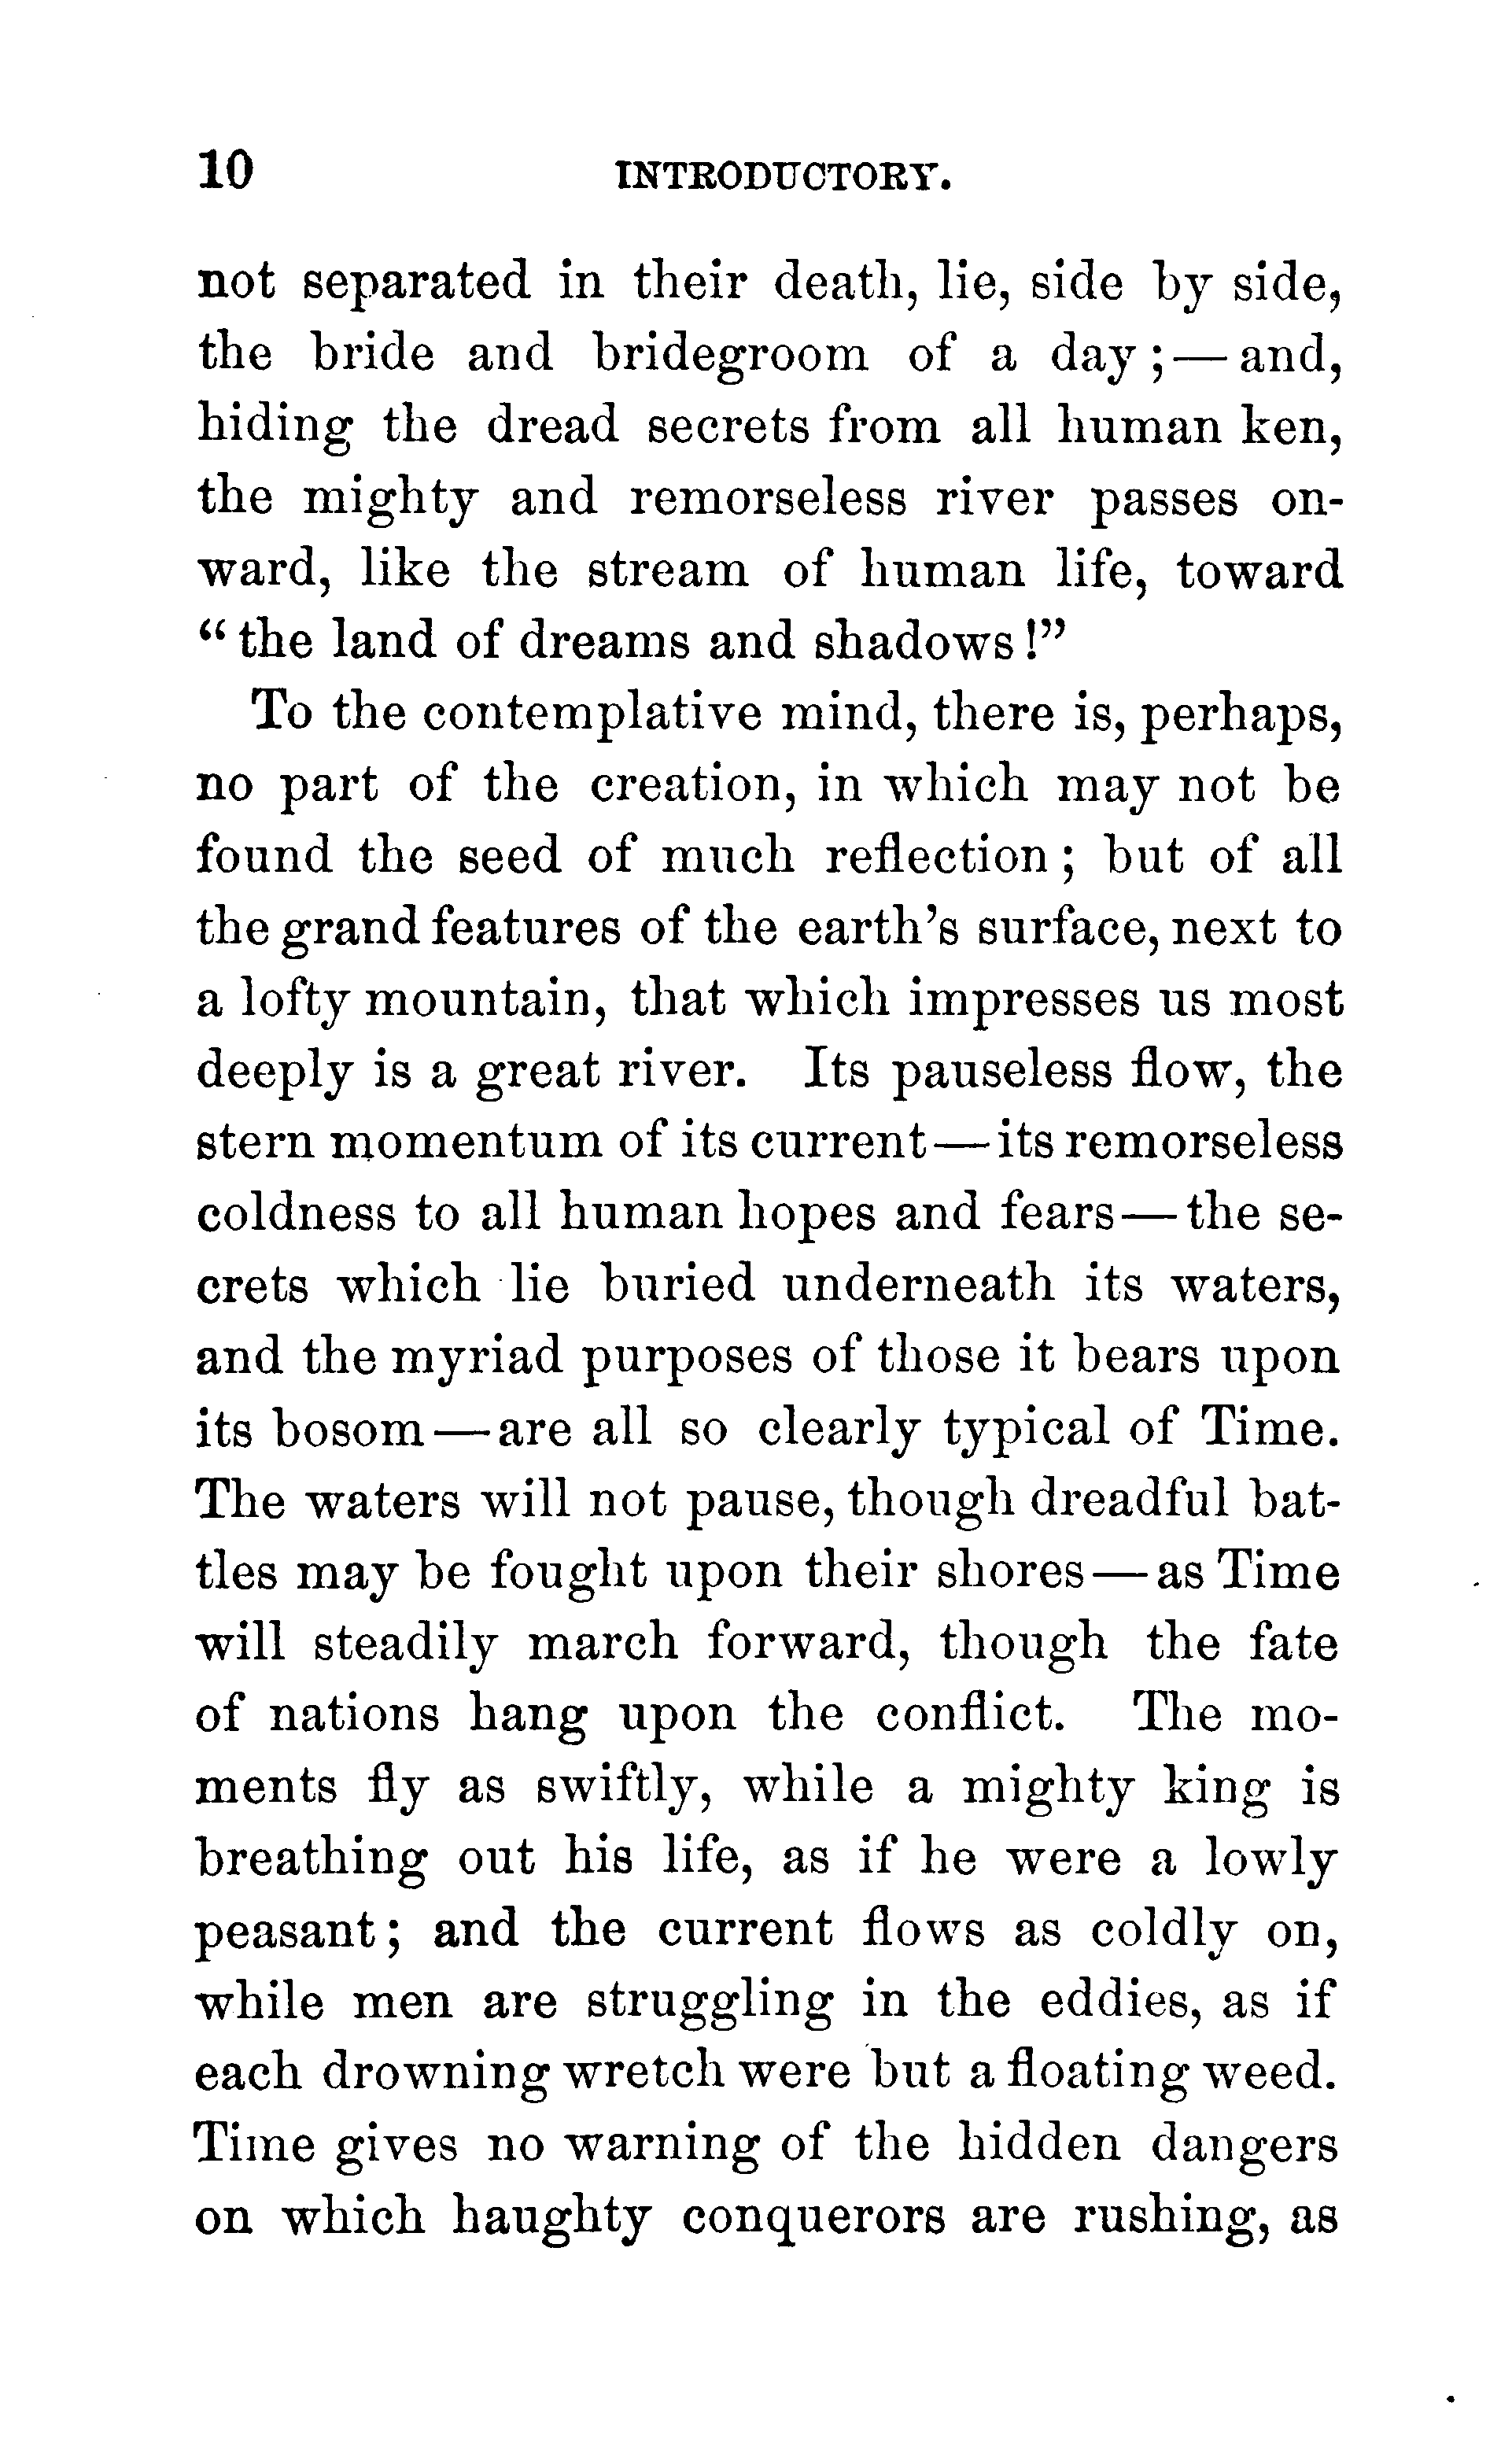 10 INTRODUCTORY.
not separated in their death, lie, side by side,
the bride and bridegroom of a day;—and,
hiding the dread secrets from all human ken,
the mighty and remorseless river passes on-
ward, like the stream of human life, toward
“the land of dreams and shadows!”
To the contemplative mind, there is, perhaps,
no part of the creation, in which may not be
found the seed of much reflection; but of all
the grand features of the earth’s surface, next to
a lofty mountain, that which impresses us most
deeply is a great river. Its pauseless flow, the
stern momentum of its current—its remorseless
coldness to all human hopes and fears—the se-
crets which lie buried underneath its waters,
and the myriad purposes of those it bears upon
its bosom—are all so clearly typical of Time.
The waters will not pause, though dreadful bat-
tles may be fought upon their shores—as Time
will steadily march forward, though the fate
of nations hang upon the conflict. The mo-
ments fly as swiftly, while a mighty king is
breathing out his life, as if he were a lowly
peasant; and the current flows as coldly on,
while men are struggling in the eddies, as if
each drowning wretch were but a floating weed.
Time gives no warning of the hidden dangers
on which haughty conquerors are rushing, as